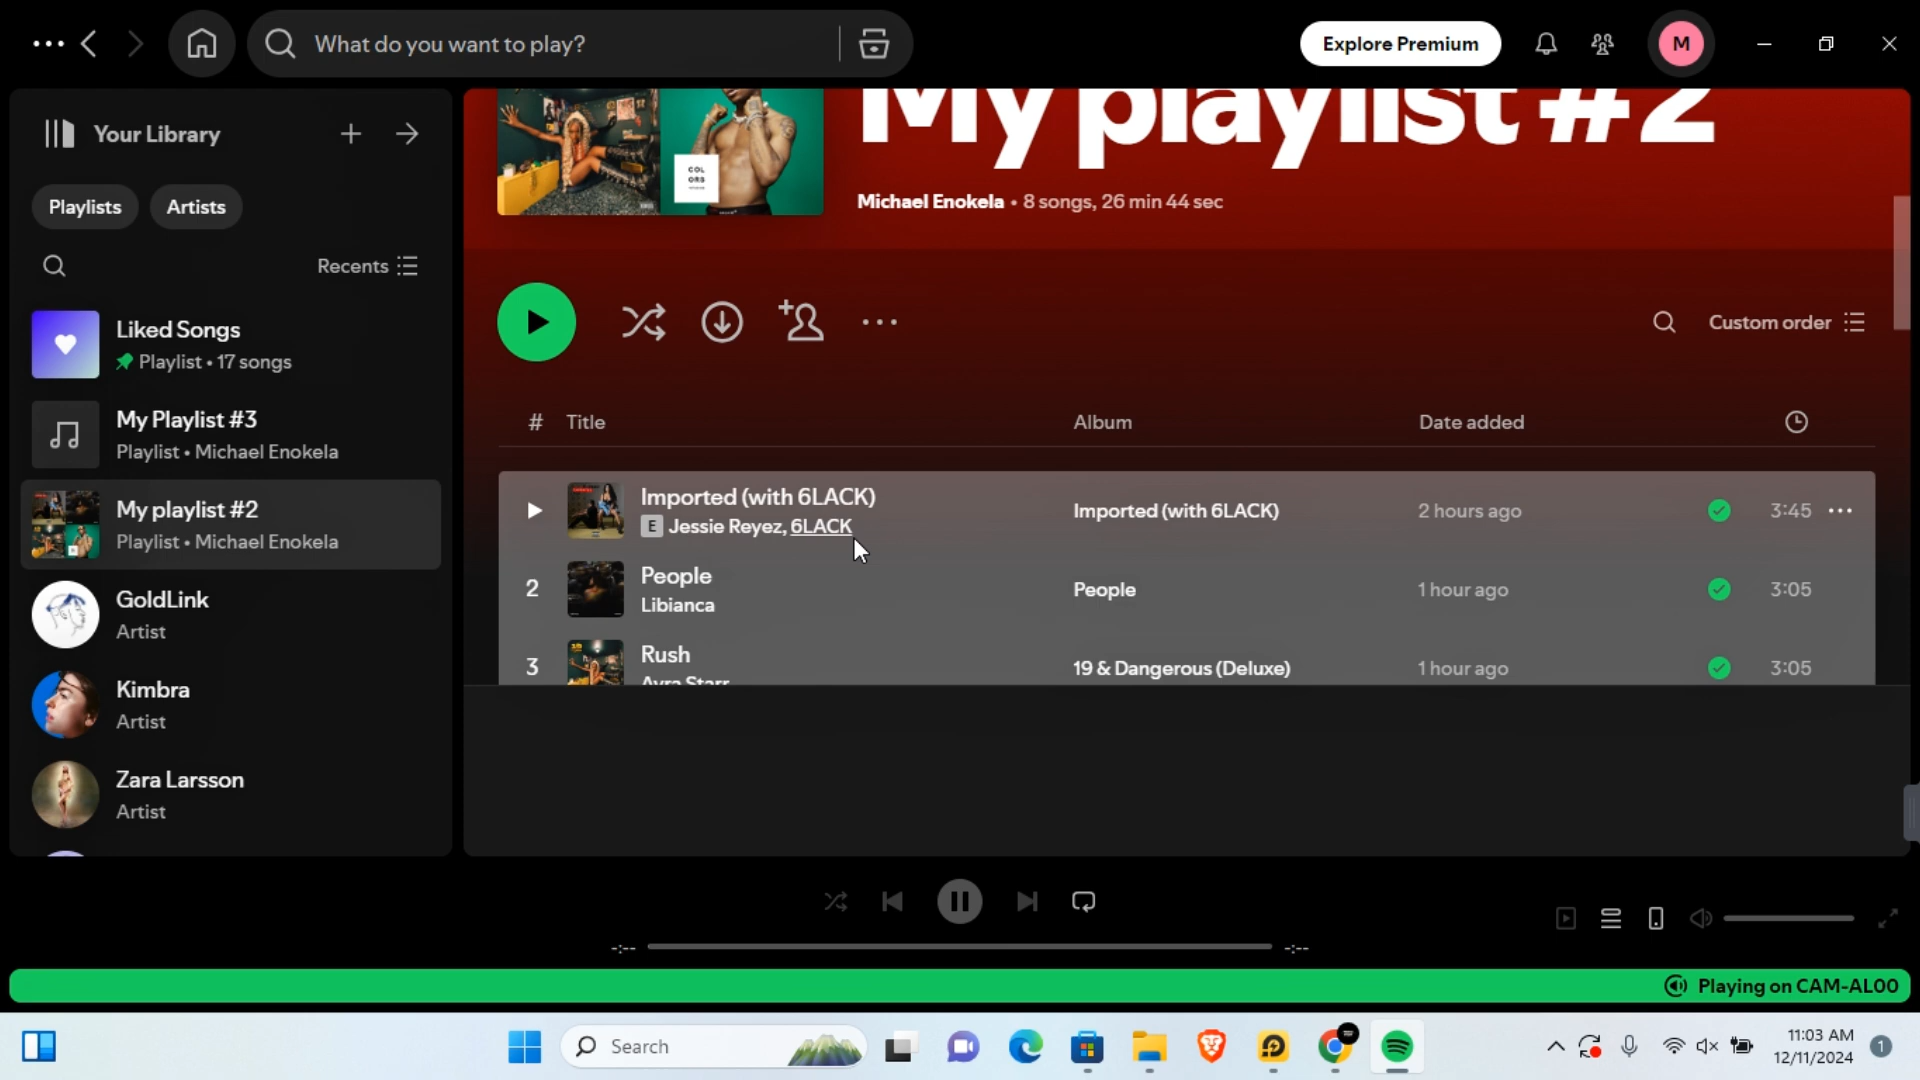 What do you want to play?
Explore Premium
M
Your Library
Playlists
Artists
Recents
Liked Songs
Playlist • 17 songs
My Playlist #3
Playlist • Michael Enokela
My playlist #2
Playlist • Michael Enokela
GoldLink
Artist
Kimbra
Artist
Zara Larsson
Artist
COL
ORS
My playlist #2
Michael Enokela • 8 songs, 26 min 44 sec
Custom order
# Title Album Date added
Imported (with 6LACK) Imported (with 6LACK) 2 hours ago 3:45
E Jessie Reyez, 6LACK
2 People People 1 hour ago 3:05
Libianca
3 Rush 19 & Dangerous (Deluxe) 1 hour ago 3:05
Ayra Starr
-:-- -:--
Playing on CAM-AL00
Search
11:03 AM
12/11/2024
1